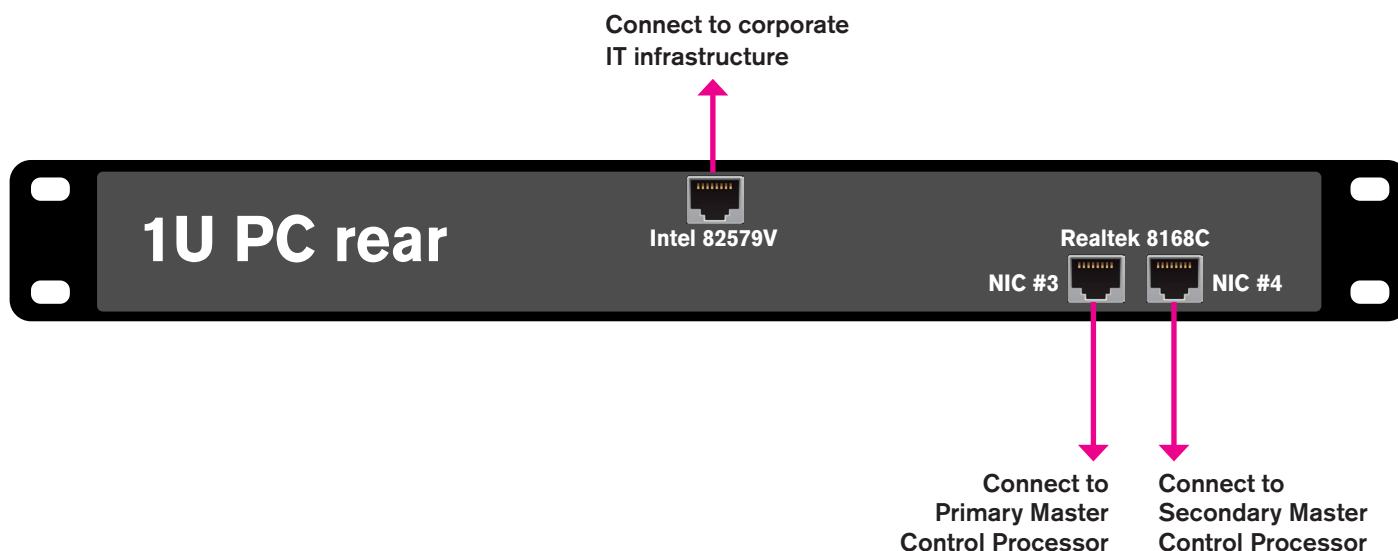 Connect to corporate
IT infrastructure
1U PC rear
Intel 82579V
Realtek 8168C
NIC #3
NIC #4
Connect to
Primary Master
Control Processor
Connect to
Secondary Master
Control Processor